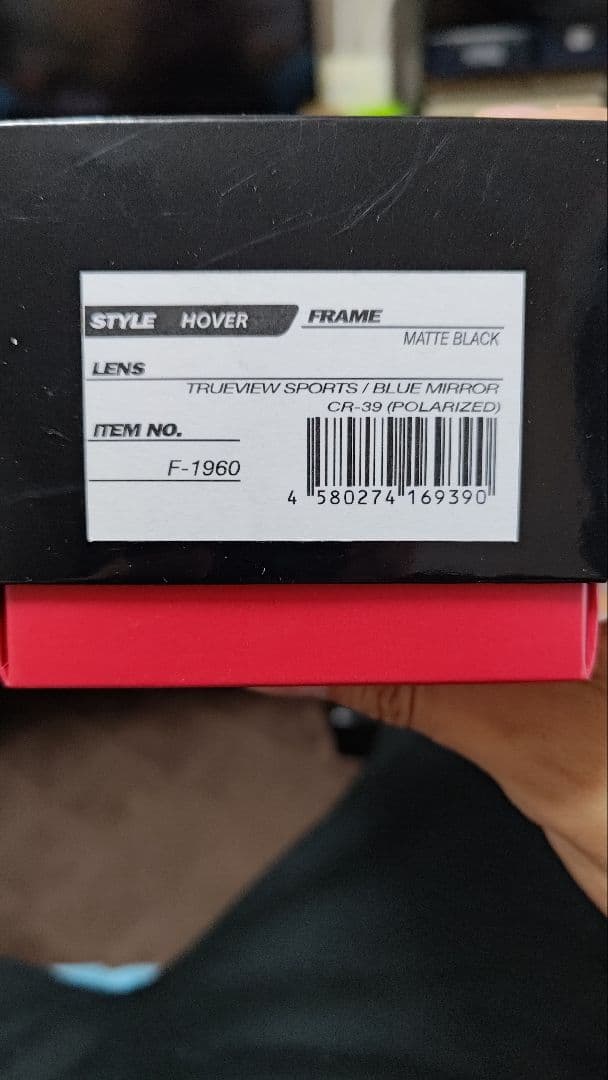 STYLE HOVER FRAME
MATTE BLACK
LENS
TRUEVIEW SPORTS / BLUE MIRROR
CR-39 (POLARIZED)
ITEM NO.
F-1960
4 580274 169390